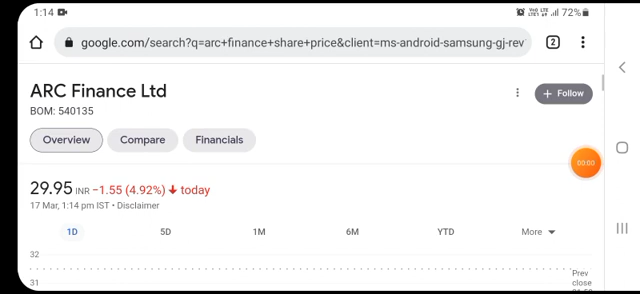 1:14 72%
google.com/search?q=arc+finance+share+price&client=ms-android-samsung-gj-rev
2
ARC Finance Ltd
BOM: 540135
+ Follow
Overview Compare Financials
00:00
29.95 INR −1.55 (4.92%) ↓ today
17 Mar, 1:14 pm IST • Disclaimer
1D 5D 1M 6M YTD More
32
31
Prev
close